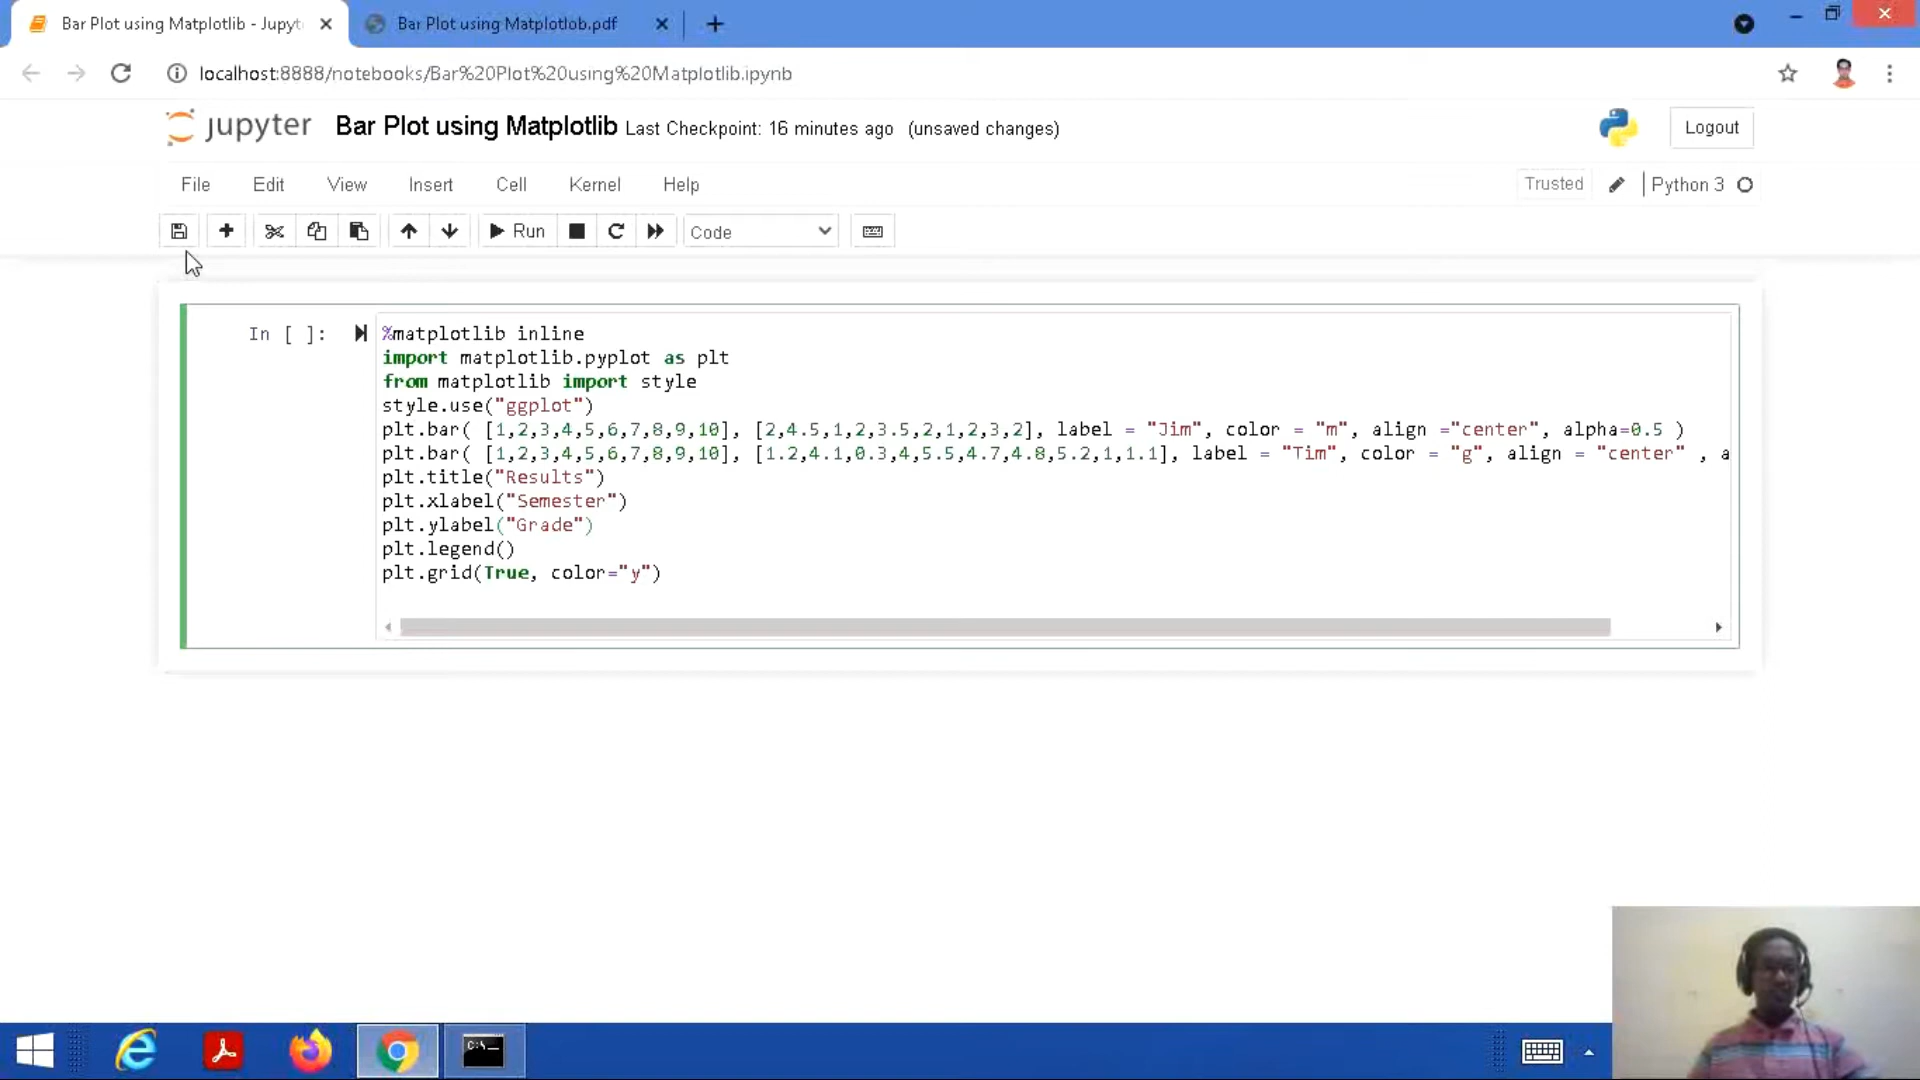 Bar Plot using Matplotlib - Jupyt
Bar Plot using Matplotlob.pdf
localhost:8888/notebooks/Bar%20Plot%20using%20Matplotlib.ipynb
jupyter Bar Plot using Matplotlib Last Checkpoint: 16 minutes ago (unsaved changes)
Logout
File Edit View Insert Cell Kernel Help
Trusted Python 3
Run Code
In [ ]:
%matplotlib inline
import matplotlib.pyplot as plt
from matplotlib import style
style.use("ggplot")
plt.bar( [1,2,3,4,5,6,7,8,9,10], [2,4.5,1,2,3.5,2,1,2,3,2], label = "Jim", color = "m", align ="center", alpha=0.5 )
plt.bar( [1,2,3,4,5,6,7,8,9,10], [1.2,4.1,0.3,4,5.5,4.7,4.8,5.2,1,1.1], label = "Tim", color = "g", align = "center" , a
plt.title("Results")
plt.xlabel("Semester")
plt.ylabel("Grade")
plt.legend()
plt.grid(True, color="y")
C:\.